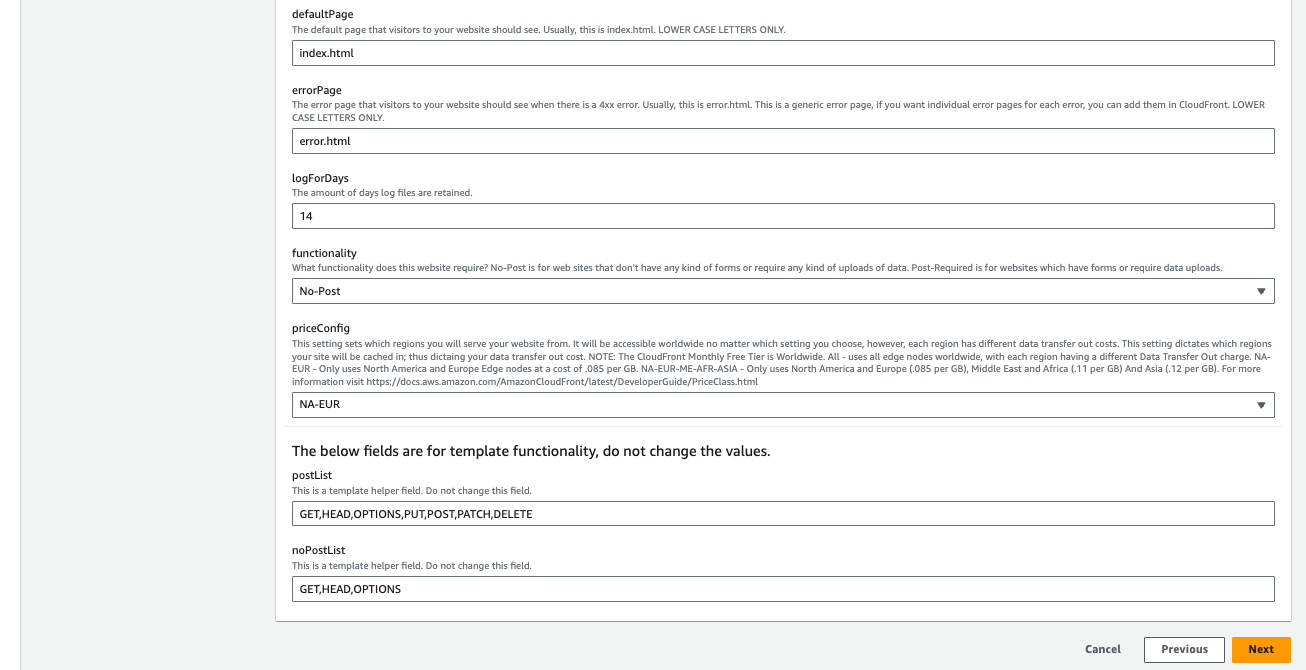 defaultPage
The default page that visitors to your website should see. Usually, this is index.html. LOWER CASE LETTERS ONLY.
index.html
errorPage
The error page that visitors to your website should see when there is a 4xx error. Usually, this is error.html. This is a generic error page, if you want individual error pages for each error, you can add them in CloudFront. LOWER
CASE LETTERS ONLY.
error.html
logForDays
The amount of days log files are retained.
14
functionality
What functionality does this website require? No-Post is for web sites that don't have any kind of forms or require any kind of uploads of data. Post-Required is for websites which have forms or require data uploads.
No-Post
priceConfig
This setting sets which regions you will serve your website from. It will be accessible worldwide no matter which setting you choose, however, each region has different data transfer out costs. This setting dictates which regions
your site will be cached in; thus dictaing your data transfer out cost. NOTE: The CloudFront Monthly Free Tier is Worldwide. All - uses all edge nodes worldwide, with each region having a different Data Transfer Out charge. NA-
EUR - Only uses North America and Europe Edge nodes at a cost of .085 per GB. NA-EUR-ME-AFR-ASIA - Only uses North America and Europe (.085 per GB), Middle East and Africa (.11 per GB) And Asia (.12 per GB). For more
information visit https://docs.aws.amazon.com/AmazonCloudFront/latest/DeveloperGuide/PriceClass.html
NA-EUR
The below fields are for template functionality, do not change the values.
postList
This is a template helper field. Do not change this field.
GET,HEAD,OPTIONS,PUT,POST,PATCH,DELETE
noPostList
This is a template helper field. Do not change this field.
GET,HEAD,OPTIONS
Cancel
Previous
Next